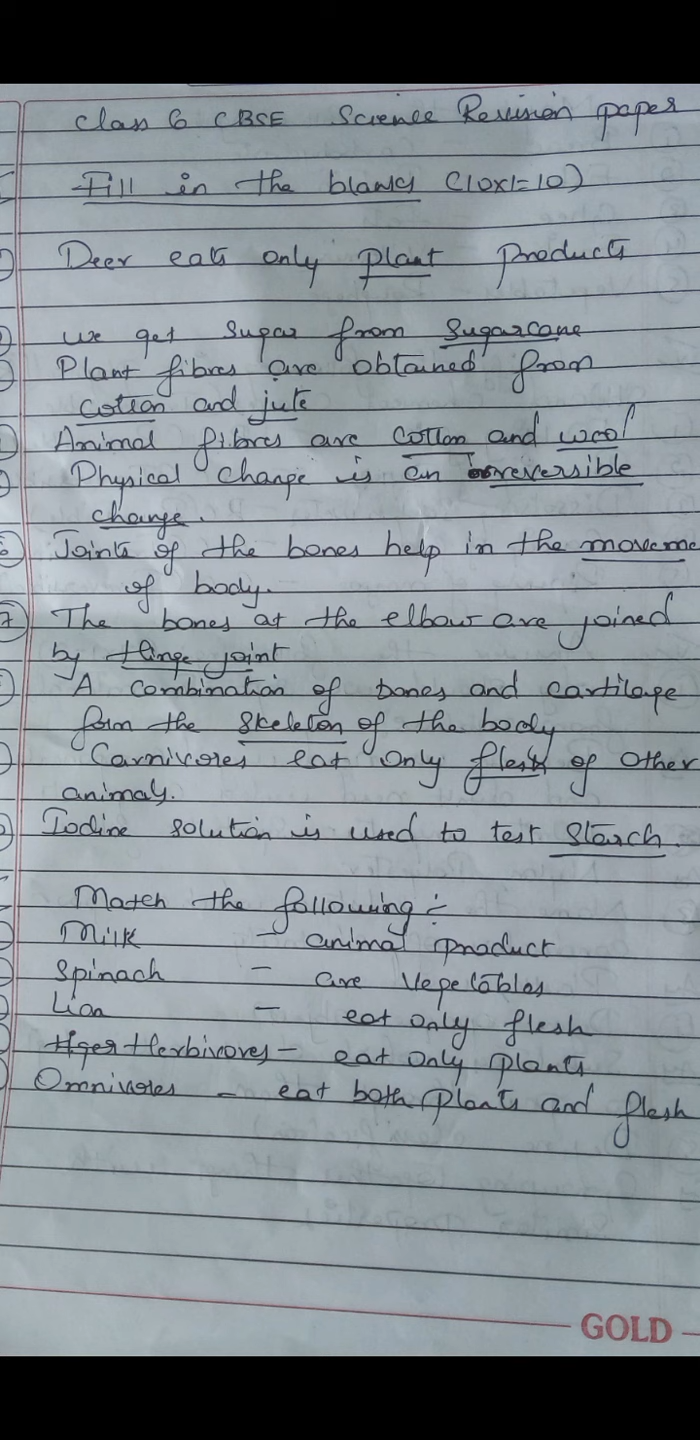 Class 6 CBSE Science Revision paper
Fill in the blanks (10x1=10)
Deer eats only plant products
we get sugar from Sugarcane
Plant fibres are obtained from
cotton and jute
Animal fibres are cotton and wool
Physical change is an reversible
change.
Joints of the bones help in the moveme
of body.
7 The bones at the elbow are joined
by Hinge joint
A combination of bones and cartilage
form the skeleton of the body
Carnivores eat only flesh of other
animals.
Iodine solution is used to test Starch.
Match the following :-
Milk - animal product
Spinach - are vegetables
Lion - eat only flesh
tiger Herbivores - eat only plants
Omnivores - eat both plants and flesh
GOLD